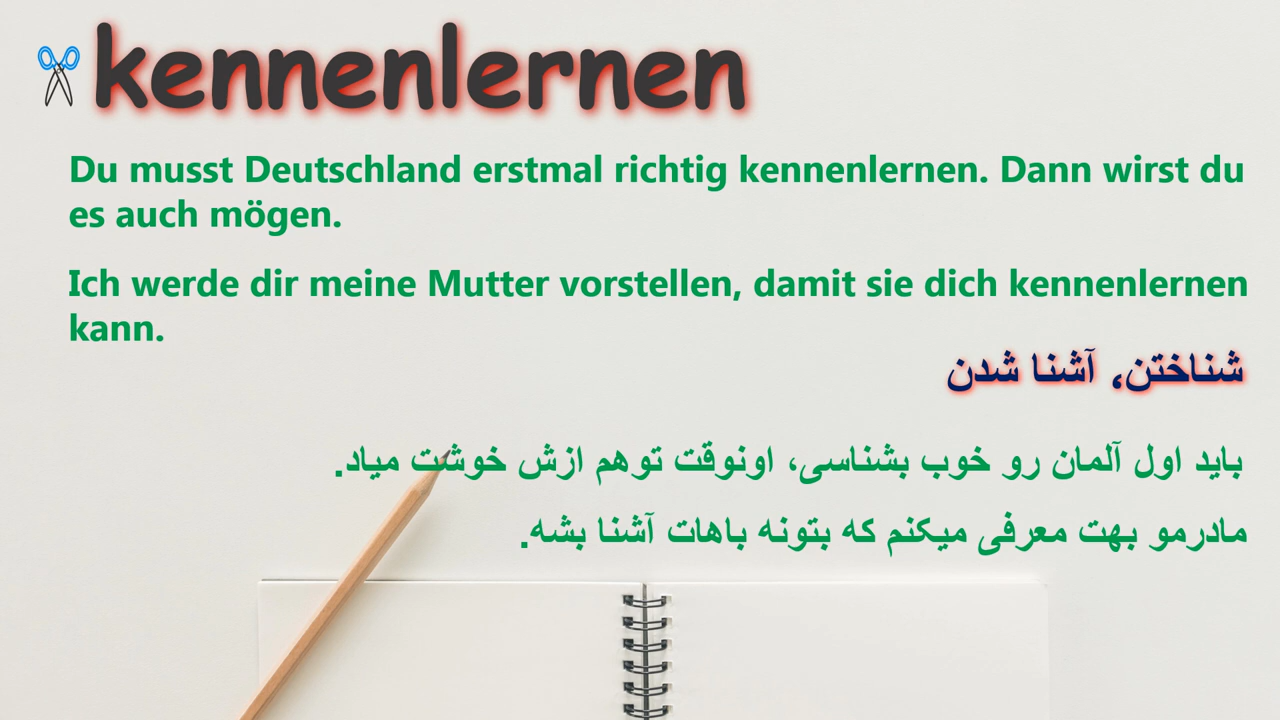 kennenlernen
Du musst Deutschland erstmal richtig kennenlernen. Dann wirst du
es auch mögen.
Ich werde dir meine Mutter vorstellen, damit sie dich kennenlernen
kann.
شناختن، آشنا شدن
باید اول آلمان رو خوب بشناسی، اونوقت توهم ازش خوشت میاد.
مادرمو بهت معرفی میکنم که بتونه باهات آشنا بشه.